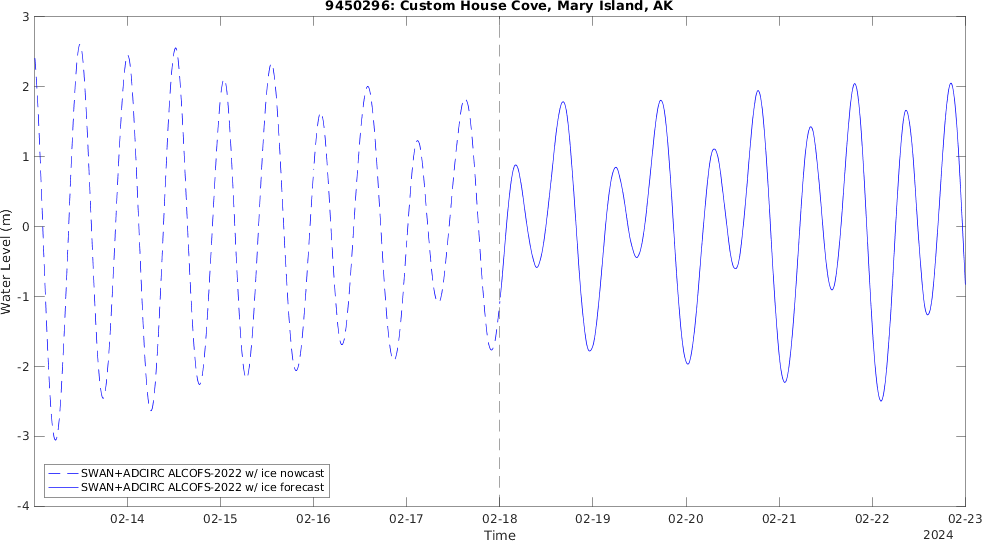 9450296: Custom House Cove, Mary Island, AK
3
2
1
0
-1
-2
-3
-4
Water Level (m)
SWAN+ADCIRC ALCOFS-2022 w/ ice nowcast
SWAN+ADCIRC ALCOFS-2022 w/ ice forecast
02-14 02-15 02-16 02-17 02-18 02-19 02-20 02-21 02-22 02-23
Time
2024